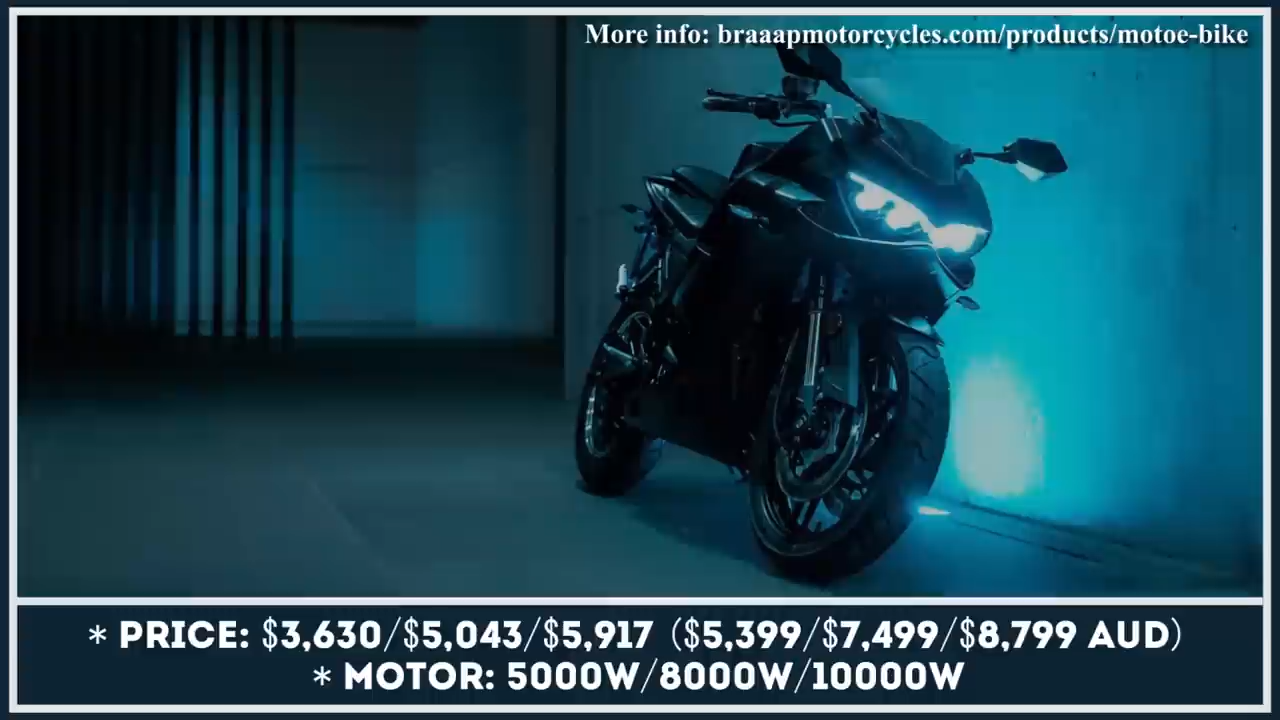 More info: braaapmotorcycles.com/products/motoe-bike
* PRICE: $3,630/$5,043/$5,917 ($5,399/$7,499/$8,799 AUD)
* MOTOR: 5000W/8000W/10000W